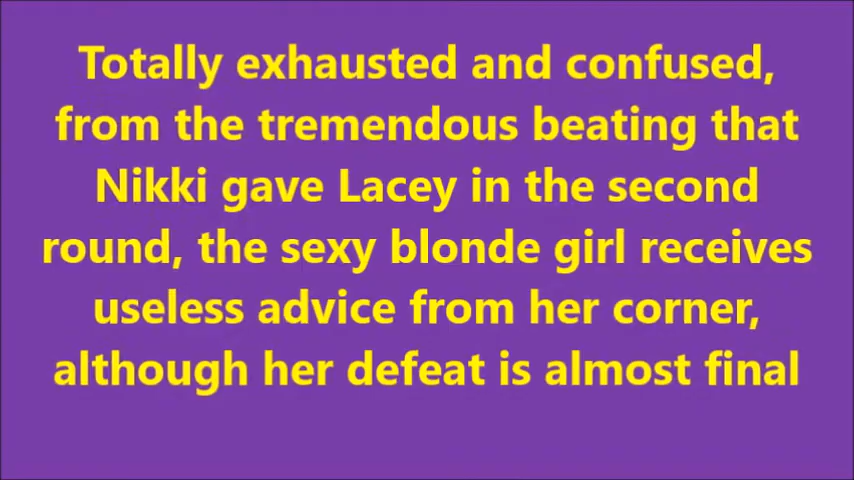 Totally exhausted and confused,
from the tremendous beating that
Nikki gave Lacey in the second
round, the sexy blonde girl receives
useless advice from her corner,
although her defeat is almost final